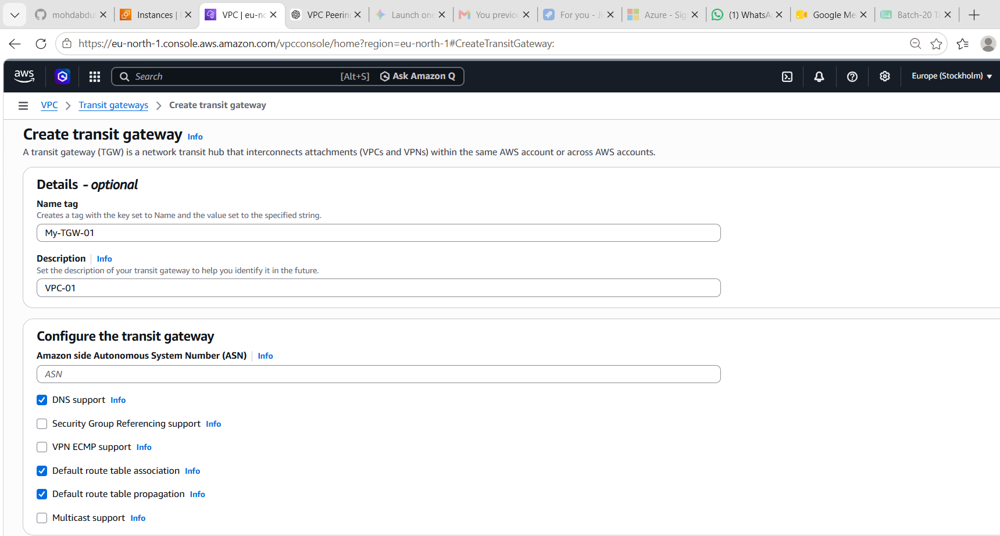 mohdabdul
Instances |
VPC | eu-no
VPC Peering
Launch one
You previou
For you - Ji
Azure - Sig
(1) WhatsA
Google Me
Batch-20 Ta
https://eu-north-1.console.aws.amazon.com/vpcconsole/home?region=eu-north-1#CreateTransitGateway:
aws
Search
[Alt+S]
Ask Amazon Q
Europe (Stockholm)
VPC
Transit gateways
Create transit gateway
Create transit gateway Info
A transit gateway (TGW) is a network transit hub that interconnects attachments (VPCs and VPNs) within the same AWS account or across AWS accounts.
Details - optional
Name tag
Creates a tag with the key set to Name and the value set to the specified string.
My-TGW-01
Description Info
Set the description of your transit gateway to help you identify it in the future.
VPC-01
Configure the transit gateway
Amazon side Autonomous System Number (ASN) Info
ASN
DNS support Info
Security Group Referencing support Info
VPN ECMP support Info
Default route table association Info
Default route table propagation Info
Multicast support Info